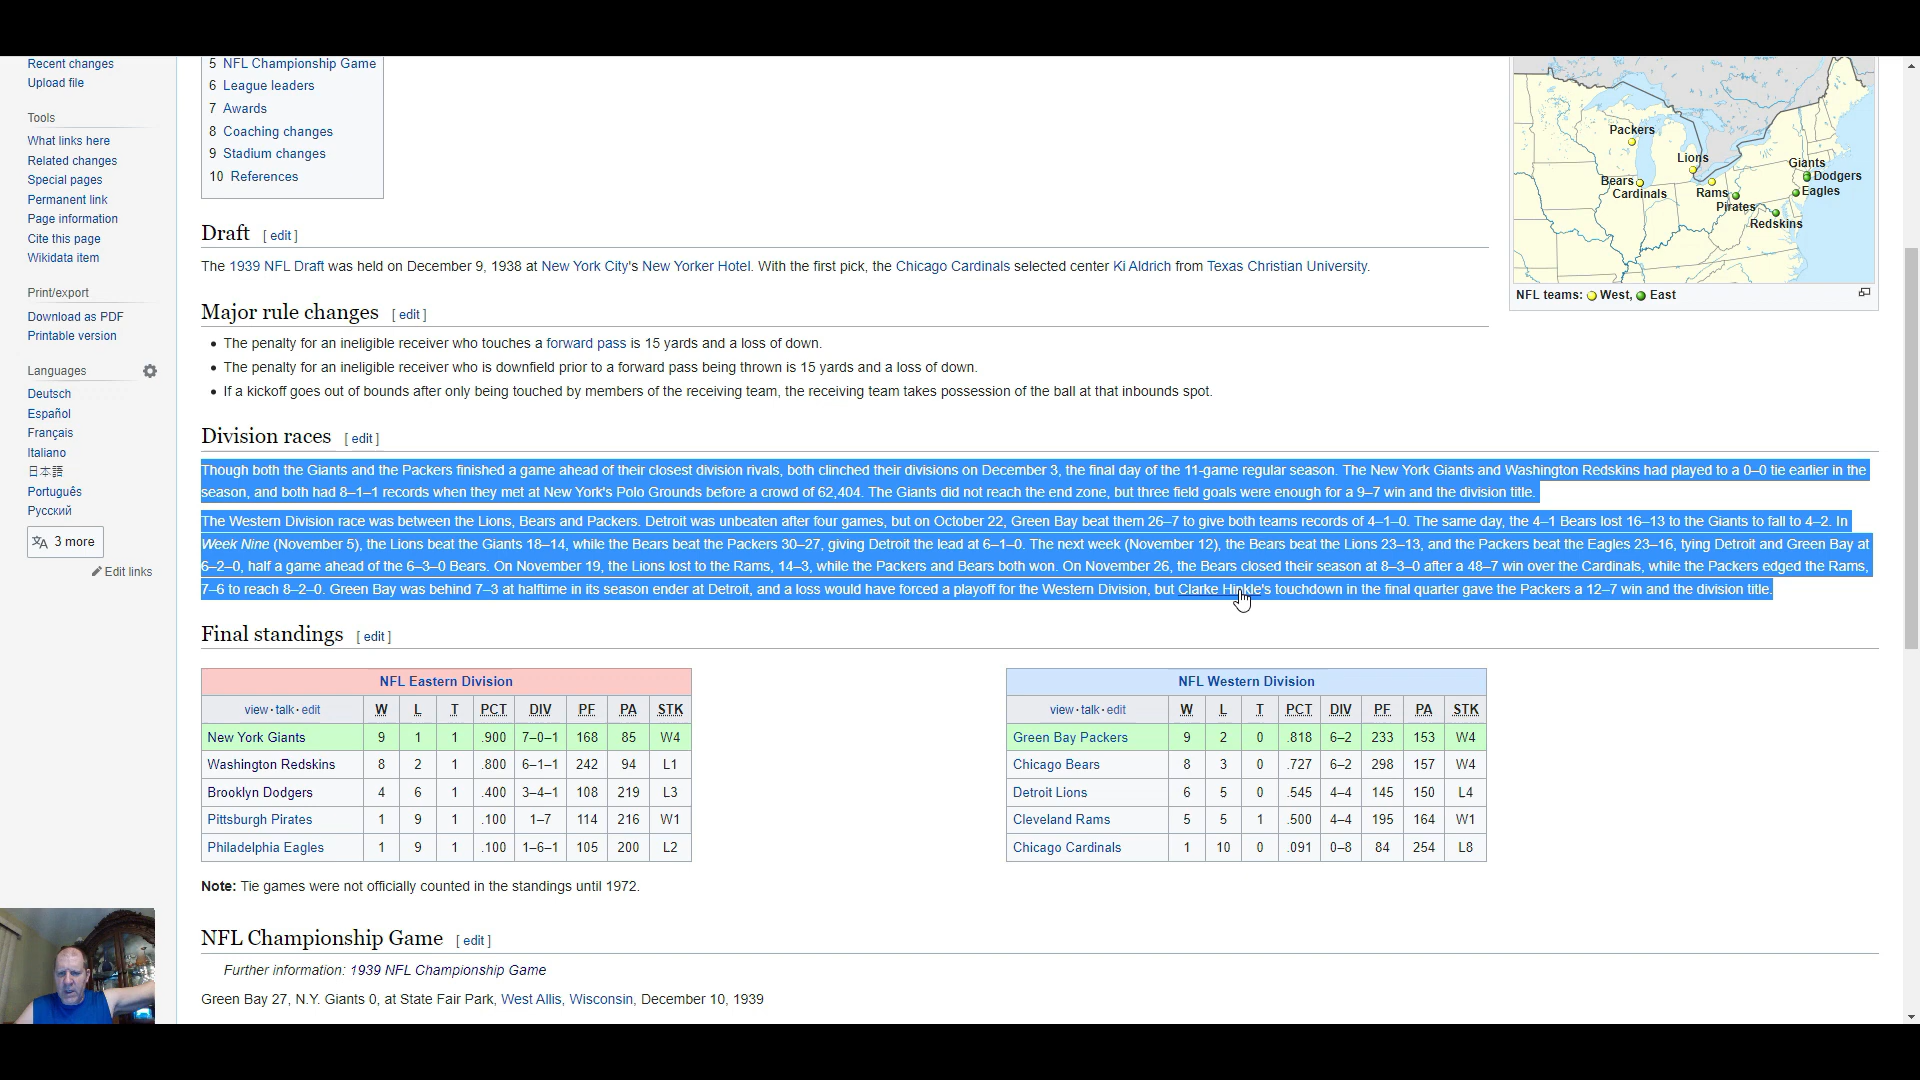 Recent changes
Upload file
Tools
What links here
Related changes
Special pages
Permanent link
Page information
Cite this page
Wikidata item
Print/export
Download as PDF
Printable version
Languages
Deutsch
Español
Français
Italiano
日本語
Português
Русский
3 more
Edit links
5 NFL Championship Game
6 League leaders
7 Awards
8 Coaching changes
9 Stadium changes
10 References
Packers
Lions
Giants
Bears
Dodgers
Cardinals
Rams
Eagles
Pirates
Redskins
NFL teams: West, East
Draft [ edit ]
The 1939 NFL Draft was held on December 9, 1938 at New York City's New Yorker Hotel. With the first pick, the Chicago Cardinals selected center Ki Aldrich from Texas Christian University.
Major rule changes [ edit ]
• The penalty for an ineligible receiver who touches a forward pass is 15 yards and a loss of down.
• The penalty for an ineligible receiver who is downfield prior to a forward pass being thrown is 15 yards and a loss of down.
• If a kickoff goes out of bounds after only being touched by members of the receiving team, the receiving team takes possession of the ball at that inbounds spot.
Division races [ edit ]
Though both the Giants and the Packers finished a game ahead of their closest division rivals, both clinched their divisions on December 3, the final day of the 11-game regular season. The New York Giants and Washington Redskins had played to a 0–0 tie earlier in the
season, and both had 8–1–1 records when they met at New York's Polo Grounds before a crowd of 62,404. The Giants did not reach the end zone, but three field goals were enough for a 9–7 win and the division title.
The Western Division race was between the Lions, Bears and Packers. Detroit was unbeaten after four games, but on October 22, Green Bay beat them 26–7 to give both teams records of 4–1–0. The same day, the 4–1 Bears lost 16–13 to the Giants to fall to 4–2. In
Week Nine (November 5), the Lions beat the Giants 18–14, while the Bears beat the Packers 30–27, giving Detroit the lead at 6–1–0. The next week (November 12), the Bears beat the Lions 23–13, and the Packers beat the Eagles 23–16, tying Detroit and Green Bay at
6–2–0, half a game ahead of the 6–3–0 Bears. On November 19, the Lions lost to the Rams, 14–3, while the Packers and Bears both won. On November 26, the Bears closed their season at 8–3–0 after a 48–7 win over the Cardinals, while the Packers edged the Rams,
7–6 to reach 8–2–0. Green Bay was behind 7–3 at halftime in its season ender at Detroit, and a loss would have forced a playoff for the Western Division, but Clarke Hinkle's touchdown in the final quarter gave the Packers a 12–7 win and the division title.
Final standings [ edit ]
NFL Eastern Division
view · talk · edit W L T PCT DIV PF PA STK
New York Giants 9 1 1 .900 7–0–1 168 85 W4
Washington Redskins 8 2 1 .800 6–1–1 242 94 L1
Brooklyn Dodgers 4 6 1 .400 3–4–1 108 219 L3
Pittsburgh Pirates 1 9 1 .100 1–7 114 216 W1
Philadelphia Eagles 1 9 1 .100 1–6–1 105 200 L2
NFL Western Division
view · talk · edit W L T PCT DIV PF PA STK
Green Bay Packers 9 2 0 .818 6–2 233 153 W4
Chicago Bears 8 3 0 .727 6–2 298 157 W4
Detroit Lions 6 5 0 .545 4–4 145 150 L4
Cleveland Rams 5 5 1 .500 4–4 195 164 W1
Chicago Cardinals 1 10 0 .091 0–8 84 254 L8
Note: Tie games were not officially counted in the standings until 1972.
NFL Championship Game [ edit ]
Further information: 1939 NFL Championship Game
Green Bay 27, N.Y. Giants 0, at State Fair Park, West Allis, Wisconsin, December 10, 1939